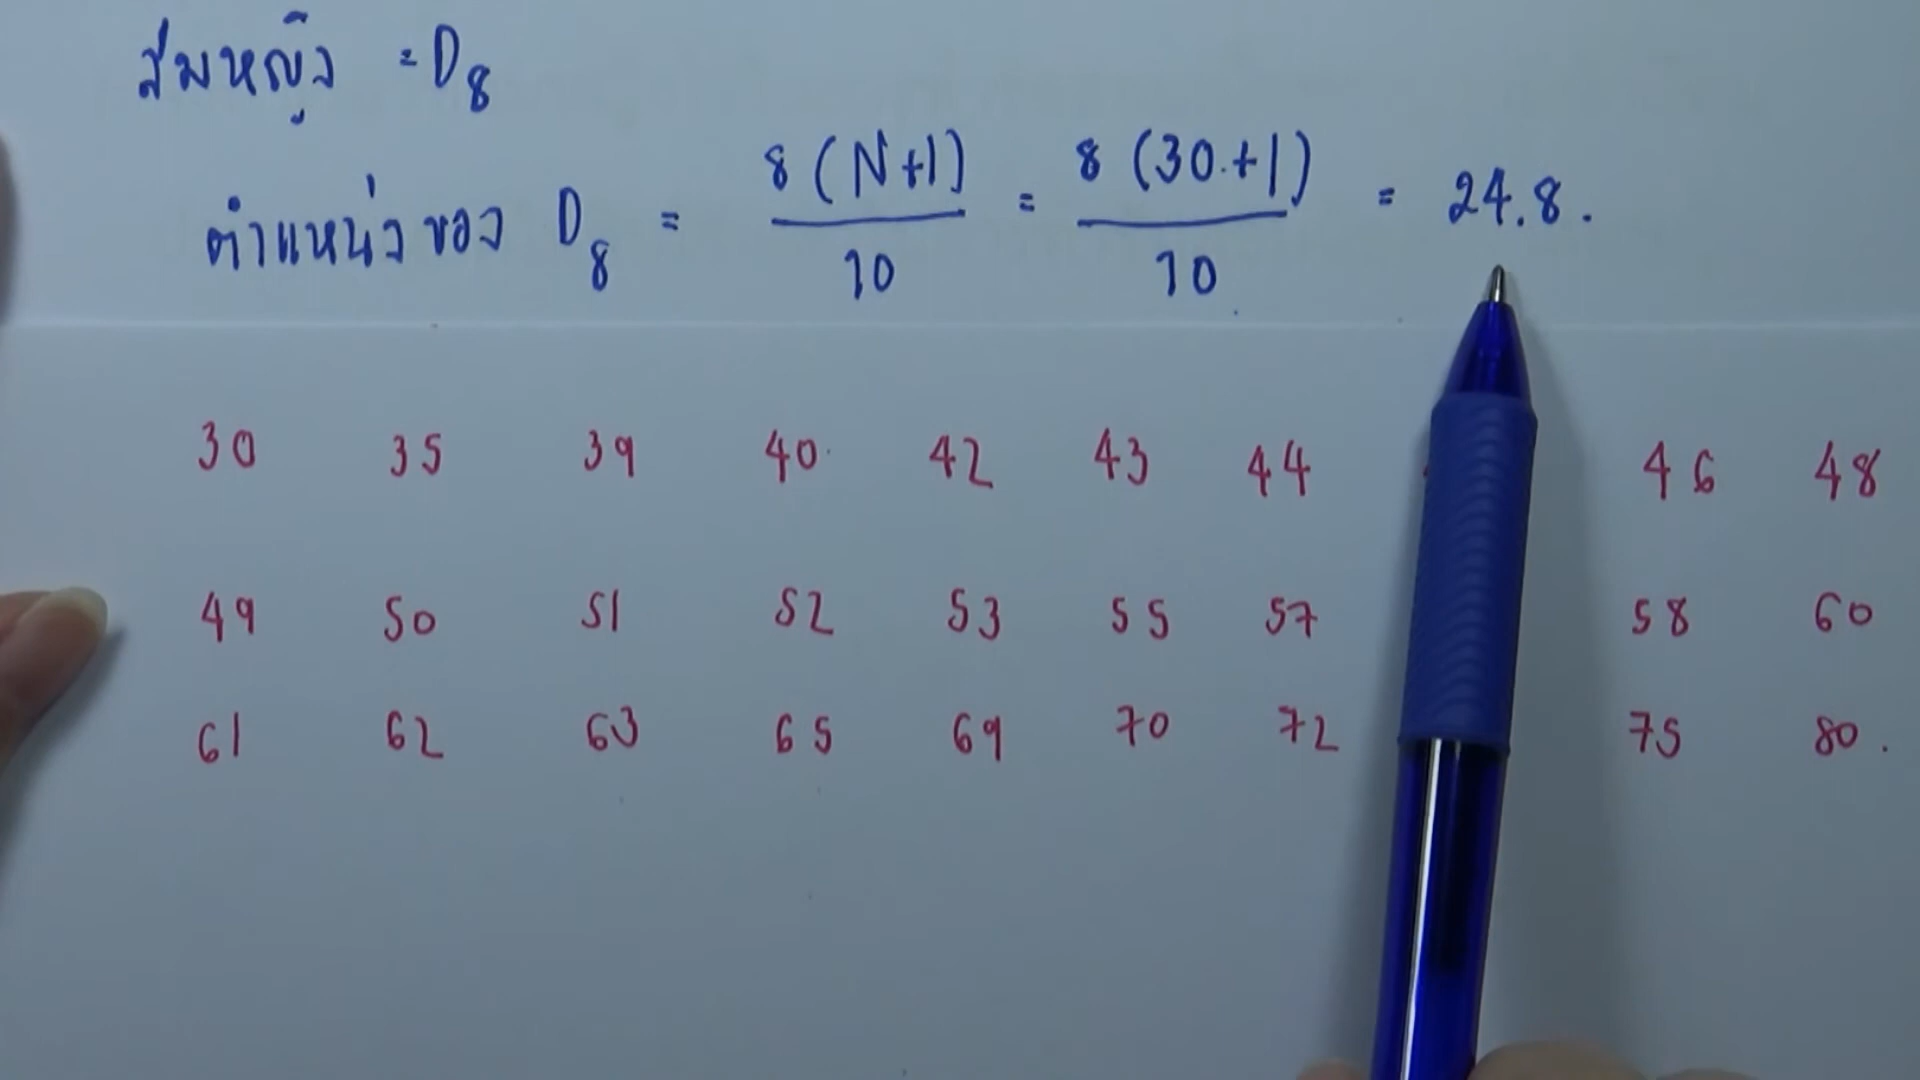 สมหญิง = D8
ตำแหน่งของ D8 = 8(N+1)/10 = 8(30+1)/10 = 24.8.
30 35 39 40 42 43 44 46 48
49 50 51 52 53 55 57 58 60
61 62 63 65 69 70 72 75 80.